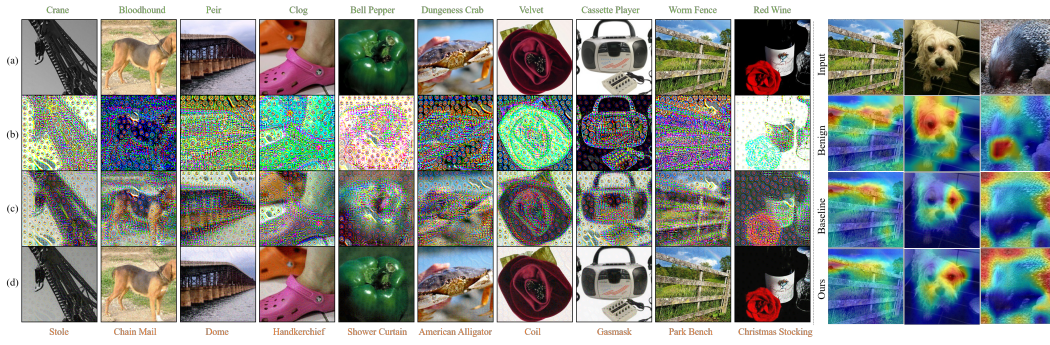 Crane Bloodhound Peir Clog Bell Pepper Dungeness Crab Velvet Cassette Player Worm Fence Red Wine
(a)
(b)
(c)
(d)
Stole Chain Mail Dome Handkerchief Shower Curtain American Alligator Coil Gasmask Park Bench Christmas Stocking
Input
Benign
Baseline
Ours